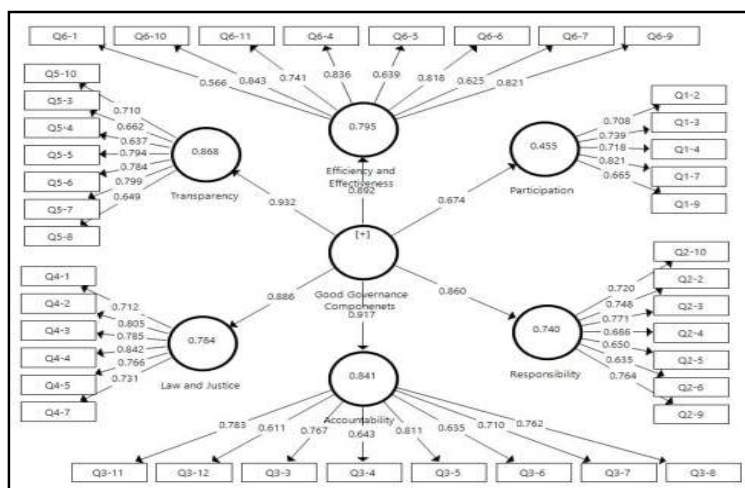 Q6-1 Q6-10 Q6-11 Q6-4 Q6-5 Q6-6 Q6-7 Q6-9
0.566 0.843 0.741 0.836 0.639 0.818 0.625 0.821
Q5-10
Q5-3
Q5-4
Q5-5
Q5-6
Q5-7
Q5-8
0.710
0.662
0.637
0.794
0.784
0.799
0.649
0.868
Transparency
0.795
Efficiency and
Effectiveness
0.455
Participation
0.708
0.739
0.718
0.821
0.665
Q1-2
Q1-3
Q1-4
Q1-7
Q1-9
0.932
0.892
0.674
[+]
Good Governance
Componenets
0.886
0.917
0.860
Q4-1
Q4-2
Q4-3
Q4-4
Q4-5
Q4-7
0.712
0.805
0.785
0.842
0.766
0.731
0.784
Law and Justice
0.740
Responsibility
0.720
0.748
0.771
0.686
0.650
0.635
0.764
Q2-10
Q2-2
Q2-3
Q2-4
Q2-5
Q2-6
Q2-9
0.841
Accountability
0.783 0.611 0.767 0.643 0.811 0.635 0.710 0.762
Q3-11 Q3-12 Q3-3 Q3-4 Q3-5 Q3-6 Q3-7 Q3-8